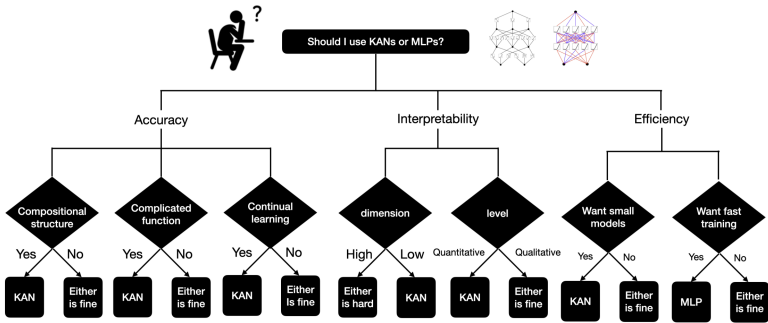 ?
Should I use KANs or MLPs?
Accuracy
Interpretability
Efficiency
Compositional
structure
Complicated
function
Continual
learning
dimension
level
Want small
models
Want fast
training
Yes
No
Yes
No
Yes
No
High
Low
Quantitative
Qualitative
Yes
No
Yes
No
KAN
Either
is fine
KAN
Either
is fine
KAN
Either
Is fine
Either
is hard
KAN
KAN
Either
is fine
KAN
Either
is fine
MLP
Either
is fine